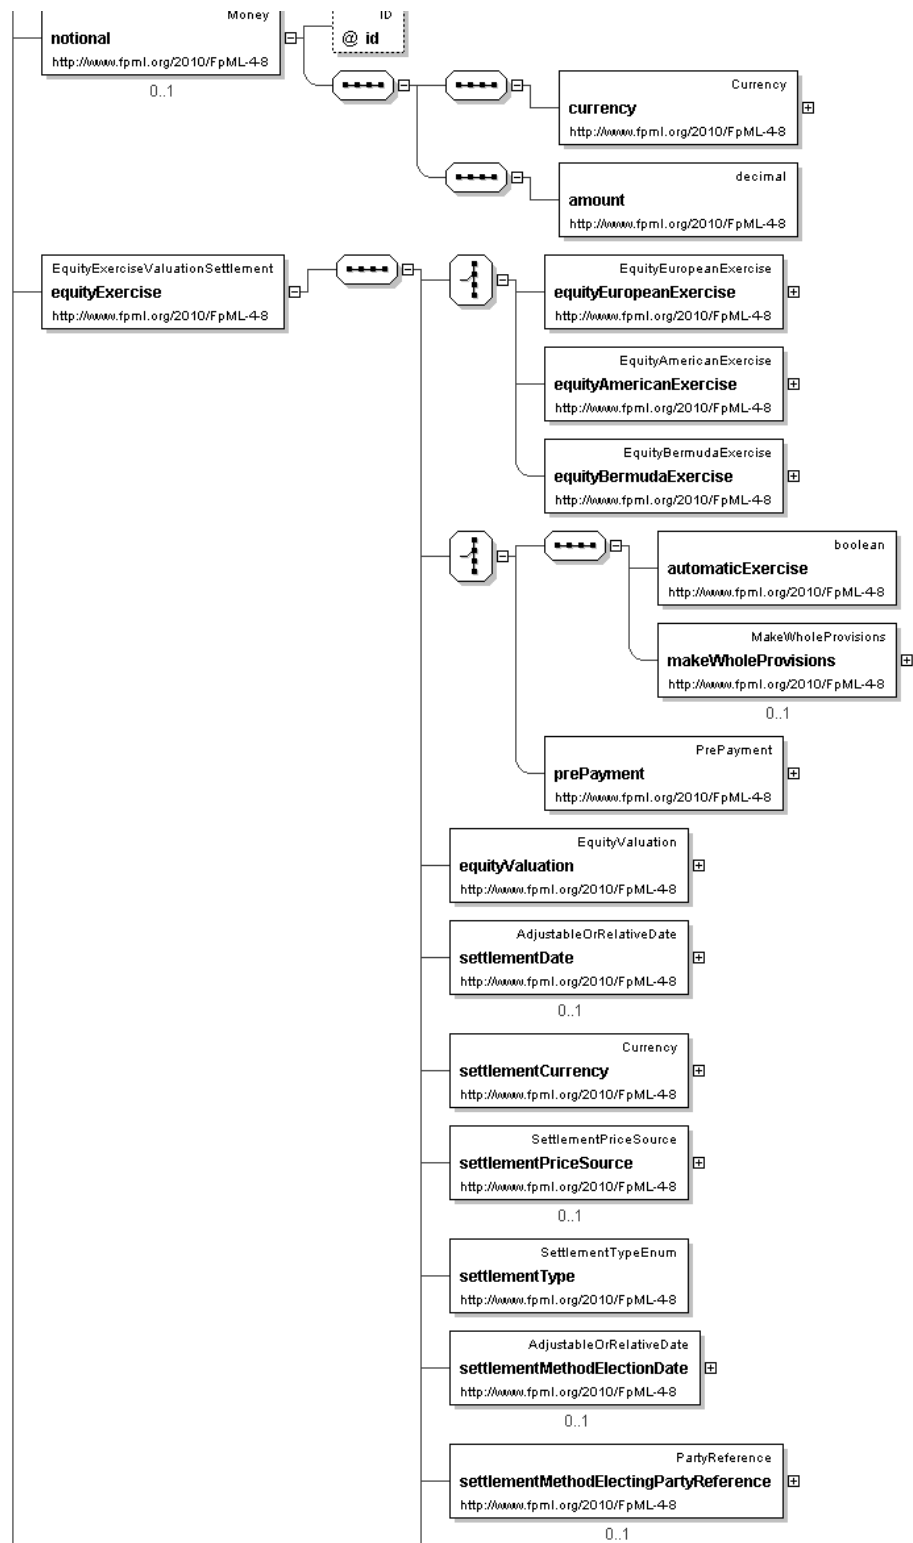 Money
notional
http://www.fpml.org/2010/FpML-4-8
0..1
ID
@ id
Currency
currency
http://www.fpml.org/2010/FpML-4-8
decimal
amount
http://www.fpml.org/2010/FpML-4-8
EquityExerciseValuationSettlement
equityExercise
http://www.fpml.org/2010/FpML-4-8
EquityEuropeanExercise
equityEuropeanExercise
http://www.fpml.org/2010/FpML-4-8
EquityAmericanExercise
equityAmericanExercise
http://www.fpml.org/2010/FpML-4-8
EquityBermudaExercise
equityBermudaExercise
http://www.fpml.org/2010/FpML-4-8
boolean
automaticExercise
http://www.fpml.org/2010/FpML-4-8
MakeWholeProvisions
makeWholeProvisions
http://www.fpml.org/2010/FpML-4-8
0..1
PrePayment
prePayment
http://www.fpml.org/2010/FpML-4-8
EquityValuation
equityValuation
http://www.fpml.org/2010/FpML-4-8
AdjustableOrRelativeDate
settlementDate
http://www.fpml.org/2010/FpML-4-8
0..1
Currency
settlementCurrency
http://www.fpml.org/2010/FpML-4-8
SettlementPriceSource
settlementPriceSource
http://www.fpml.org/2010/FpML-4-8
0..1
SettlementTypeEnum
settlementType
http://www.fpml.org/2010/FpML-4-8
AdjustableOrRelativeDate
settlementMethodElectionDate
http://www.fpml.org/2010/FpML-4-8
0..1
PartyReference
settlementMethodElectingPartyReference
http://www.fpml.org/2010/FpML-4-8
0..1